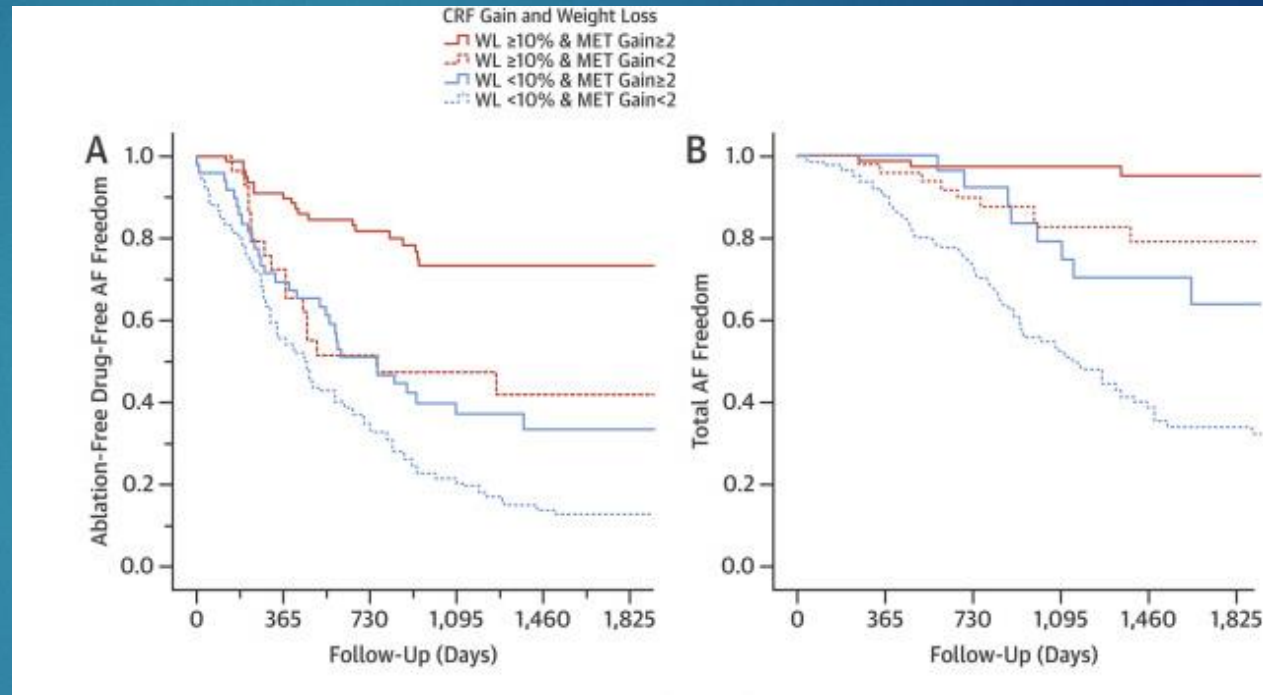 CRF Gain and Weight Loss
WL ≥10% & MET Gain≥2
WL ≥10% & MET Gain<2
WL <10% & MET Gain≥2
WL <10% & MET Gain<2
A
Ablation-Free Drug-Free AF Freedom
1.0
0.8
0.6
0.4
0.2
0.0
0 365 730 1,095 1,460 1,825
Follow-Up (Days)
B
Total AF Freedom
1.0
0.8
0.6
0.4
0.2
0.0
0 365 730 1,095 1,460 1,825
Follow-Up (Days)